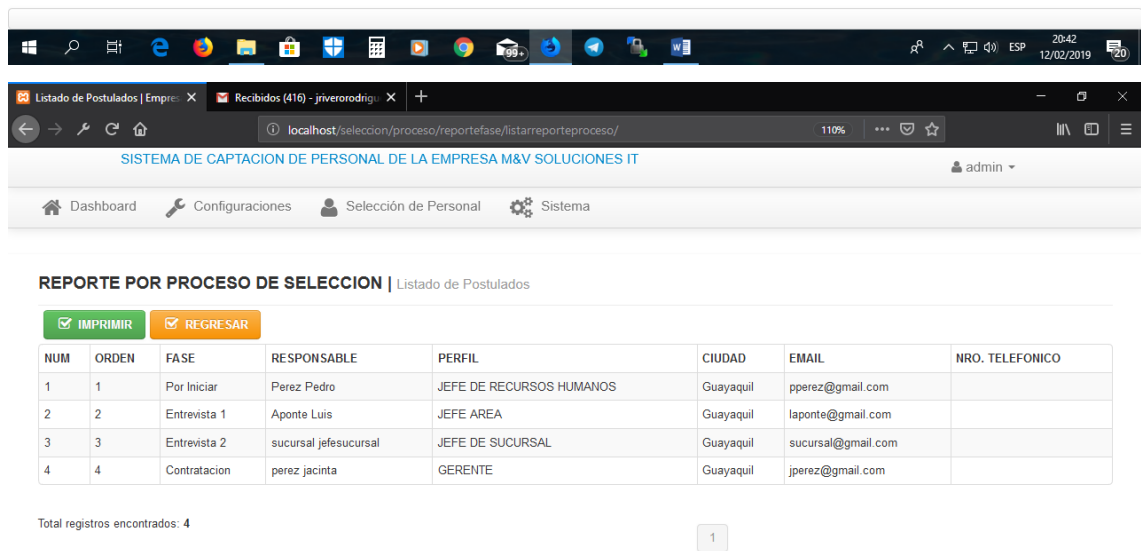 99+
ESP
20:42
12/02/2019
20
Listado de Postulados | Empres
Recibidos (416) - jriverorodrigu
localhost/seleccion/proceso/reportefase/listarreporteproceso/
110%
SISTEMA DE CAPTACION DE PERSONAL DE LA EMPRESA M&V SOLUCIONES IT
admin
Dashboard Configuraciones Selección de Personal Sistema
REPORTE POR PROCESO DE SELECCION | Listado de Postulados
IMPRIMIR REGRESAR
NUM ORDEN FASE RESPONSABLE PERFIL CIUDAD EMAIL NRO. TELEFONICO
1 1 Por Iniciar Perez Pedro JEFE DE RECURSOS HUMANOS Guayaquil pperez@gmail.com
2 2 Entrevista 1 Aponte Luis JEFE AREA Guayaquil laponte@gmail.com
3 3 Entrevista 2 sucursal jefesucursal JEFE DE SUCURSAL Guayaquil sucursal@gmail.com
4 4 Contratacion perez jacinta GERENTE Guayaquil jperez@gmail.com
Total registros encontrados: 4
1